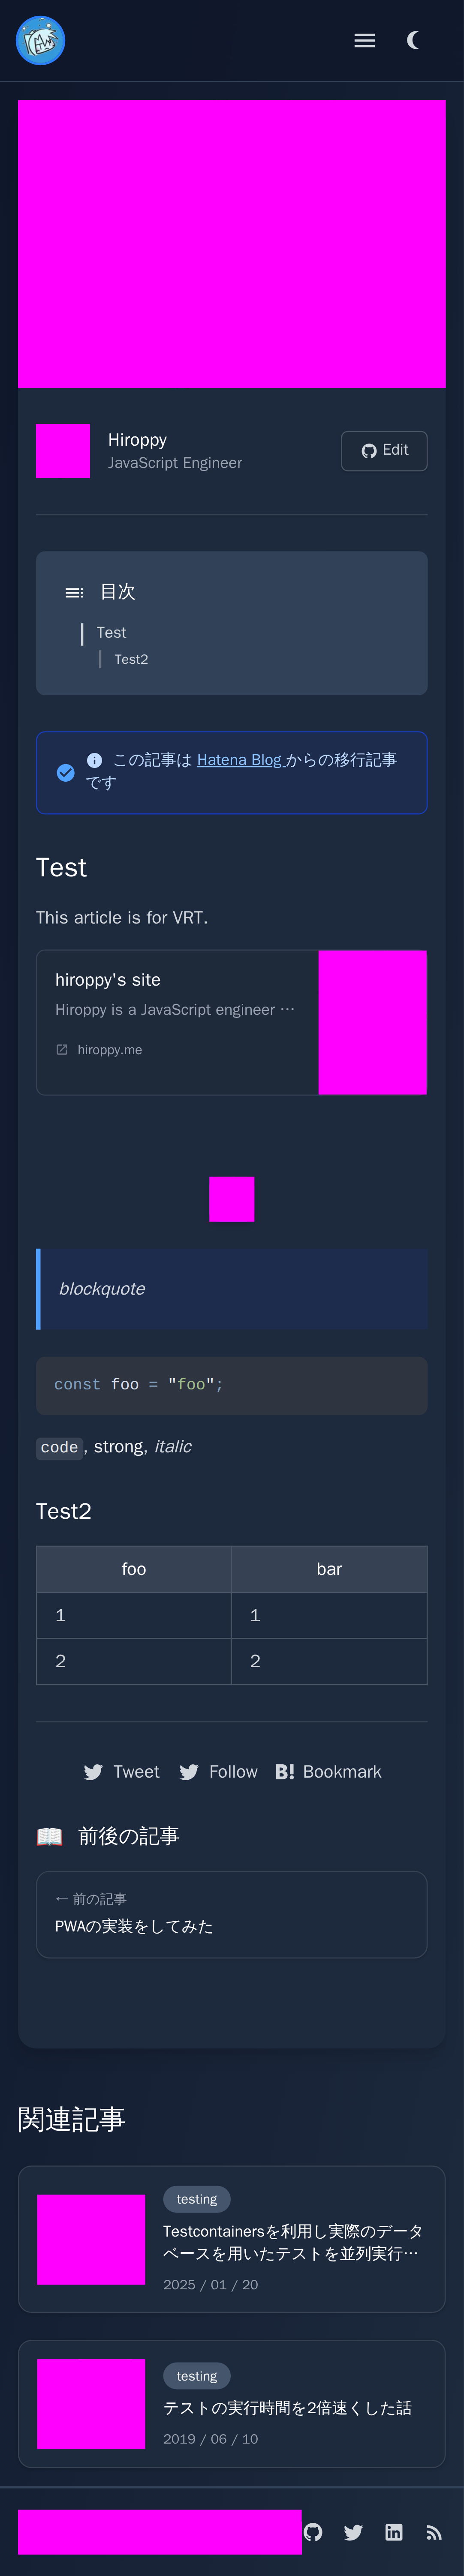 Hiroppy
JavaScript Engineer
Edit
目次
Test
Test2
この記事は Hatena Blog からの移行記事
です
Test
This article is for VRT.
hiroppy's site
Hiroppy is a JavaScript engineer …
hiroppy.me
blockquote
const foo = "foo";
code, strong, italic
Test2
foo bar
1 1
2 2
Tweet Follow B! Bookmark
前後の記事
← 前の記事
PWAの実装をしてみた
関連記事
testing
Testcontainersを利用し実際のデータ
ベースを用いたテストを並列実行…
2025 / 01 / 20
testing
テストの実行時間を2倍速くした話
2019 / 06 / 10